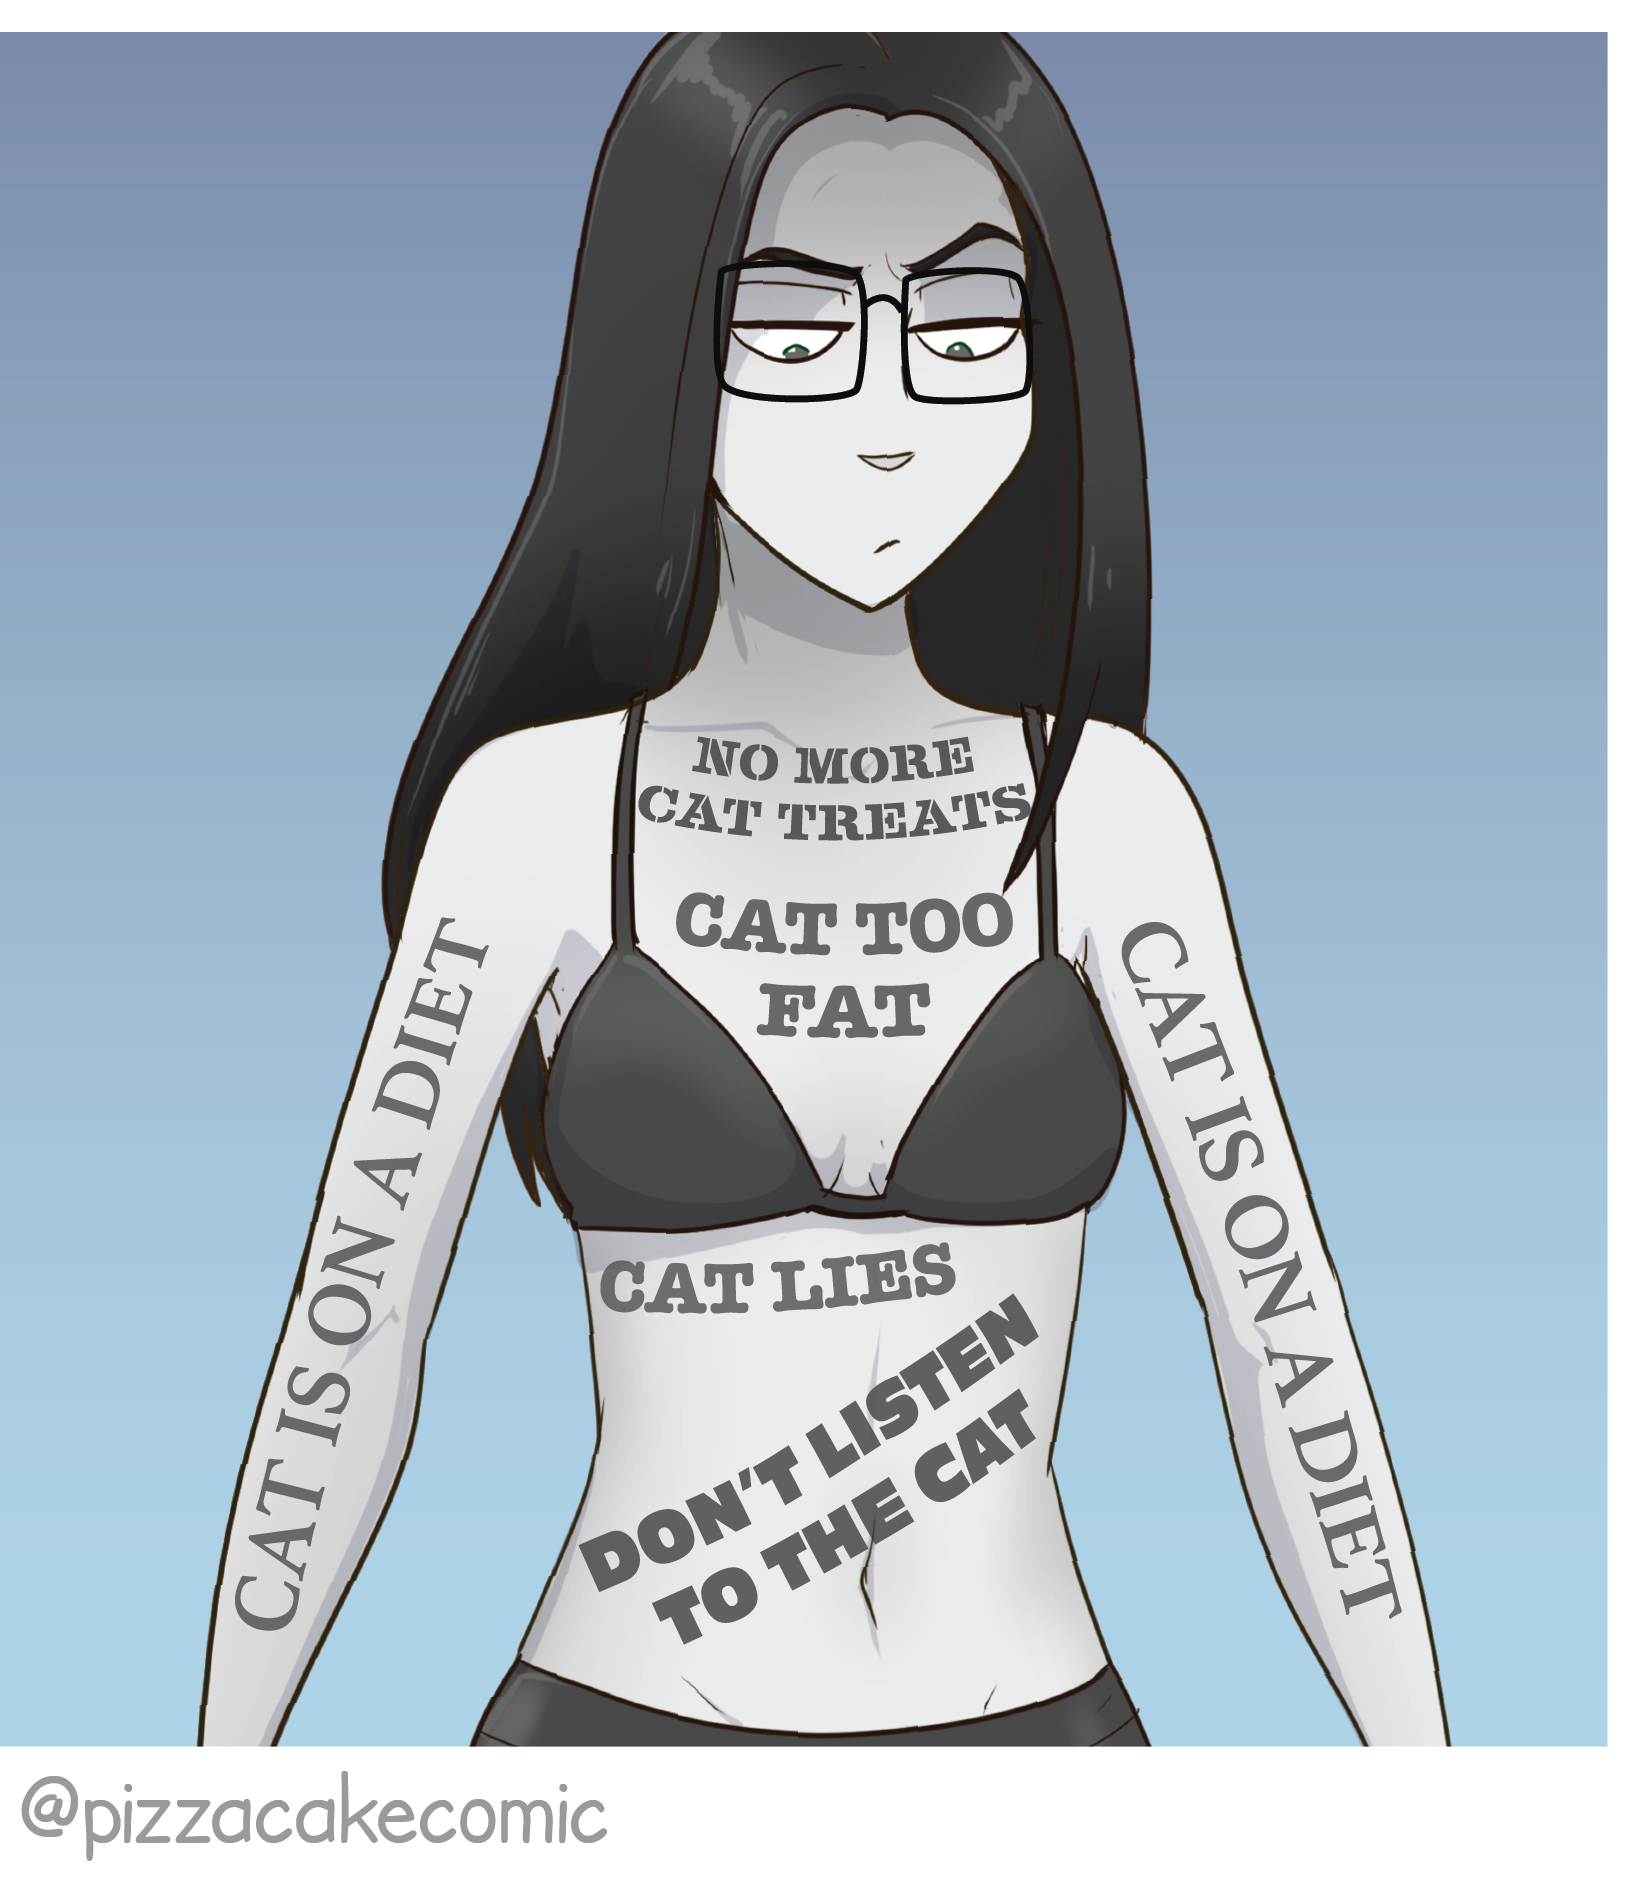 NO MORE
CAT TREATS
CAT TOO
FAT
CAT IS ON A DIET
CAT IS ON A DIET
CAT LIES
DON'T LISTEN
TO THE CAT
@pizzacakecomic